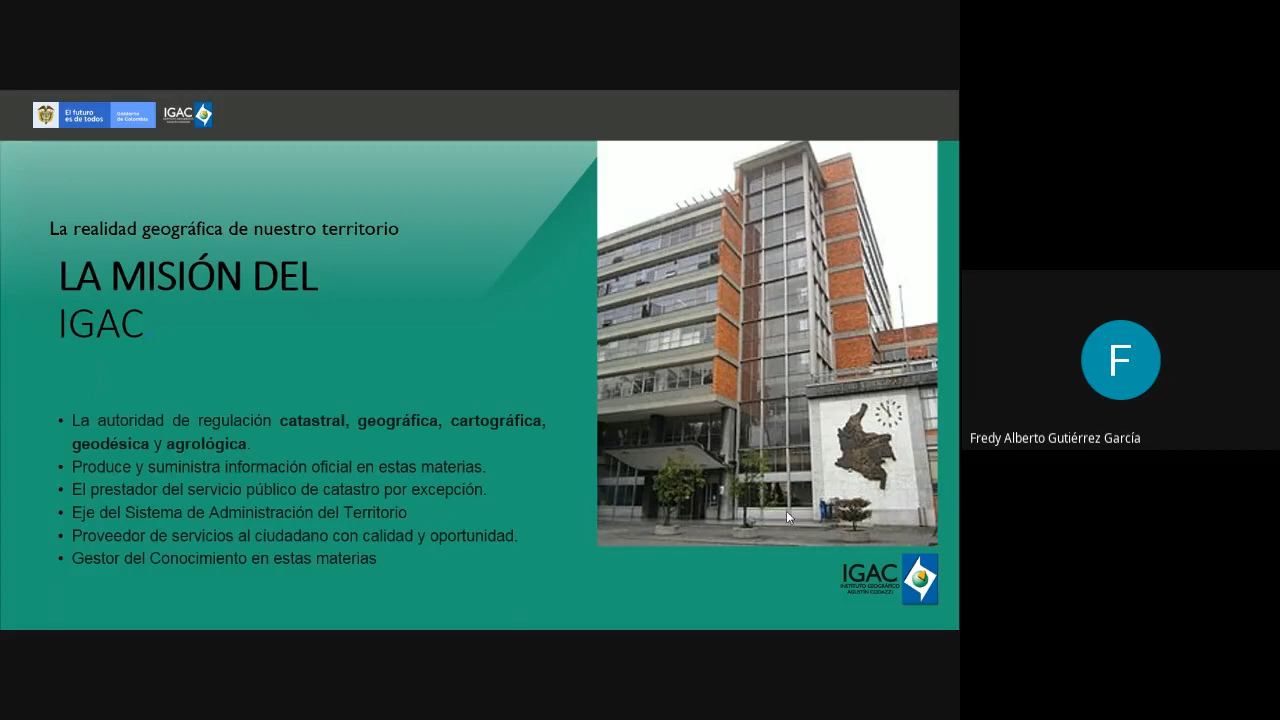 El futuro
es de todos
Gobierno
de Colombia
IGAC
La realidad geográfica de nuestro territorio
LA MISIÓN DEL
IGAC
• La autoridad de regulación catastral, geográfica, cartográfica,
geodésica y agrológica.
• Produce y suministra información oficial en estas materias.
• El prestador del servicio público de catastro por excepción.
• Eje del Sistema de Administración del Territorio
• Proveedor de servicios al ciudadano con calidad y oportunidad.
• Gestor del Conocimiento en estas materias
IGAC
INSTITUTO GEOGRÁFICO
AGUSTÍN CODAZZI
F
Fredy Alberto Gutiérrez García